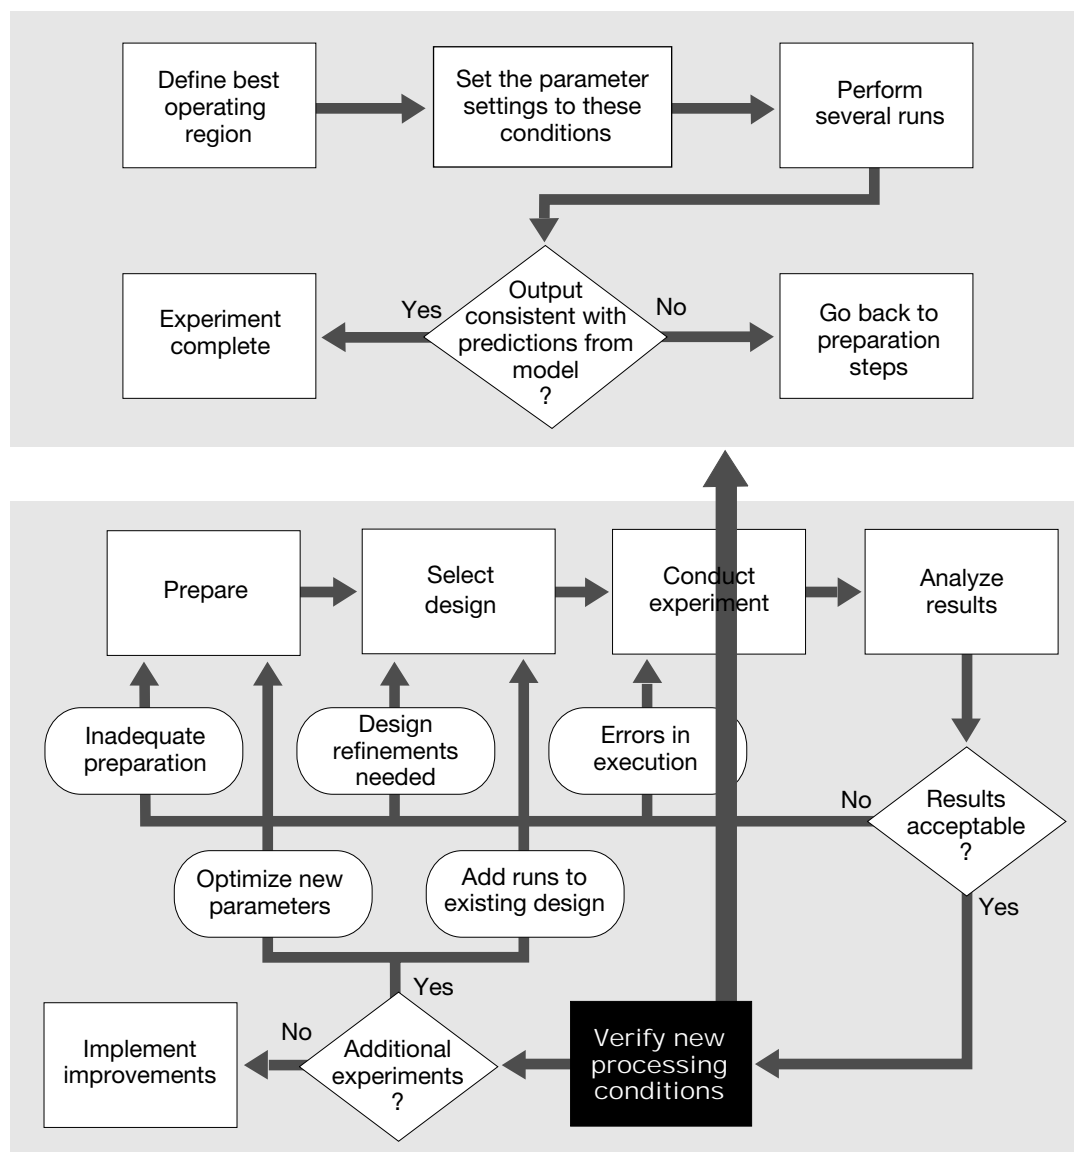 Define best
operating
region
Set the parameter
settings to these
conditions
Perform
several runs
Experiment
complete
Yes
Output
consistent with
predictions from
model
?
No
Go back to
preparation
steps
Prepare
Select
design
Conduct
experiment
Analyze
results
Inadequate
preparation
Design
refinements
needed
Errors in
execution
No
Results
acceptable
?
Optimize new
parameters
Add runs to
existing design
Yes
Yes
Implement
improvements
No
Additional
experiments
?
Verify new
processing
conditions